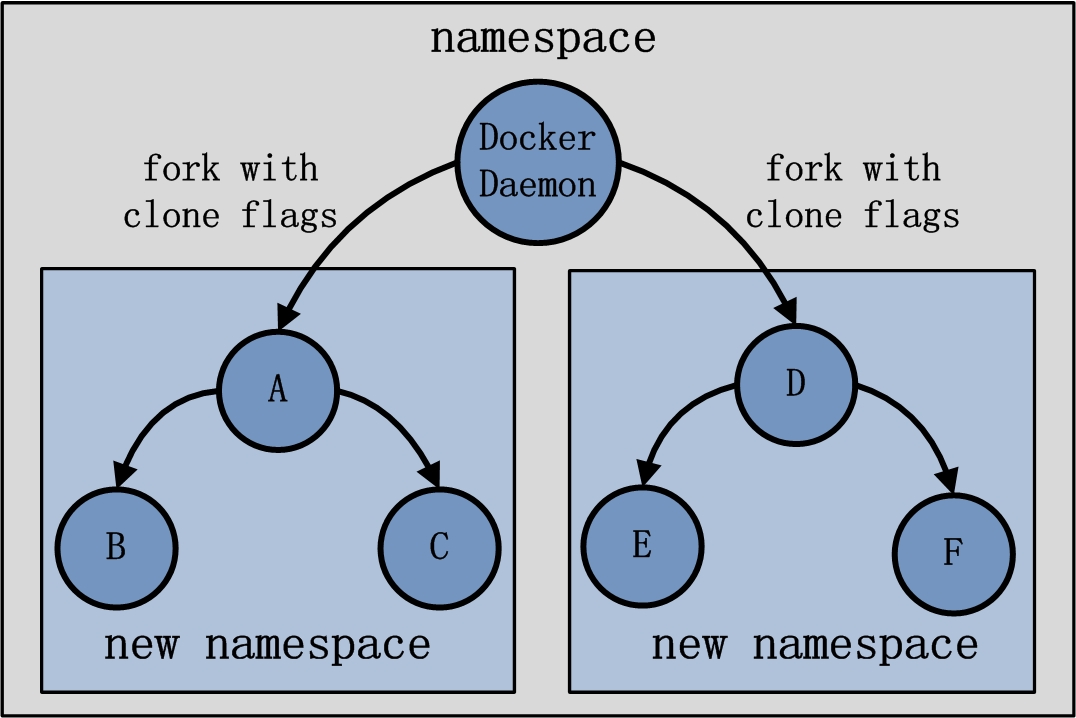 namespace
Docker
Daemon
fork with
clone flags
fork with
clone flags
A
B
C
new namespace
D
E
F
new namespace